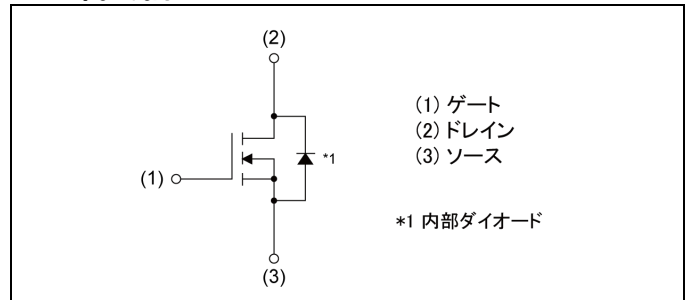 (2)
(1) ゲート
(2) ドレイン
(3) ソース
*1
(1)
*1 内部ダイオード
(3)